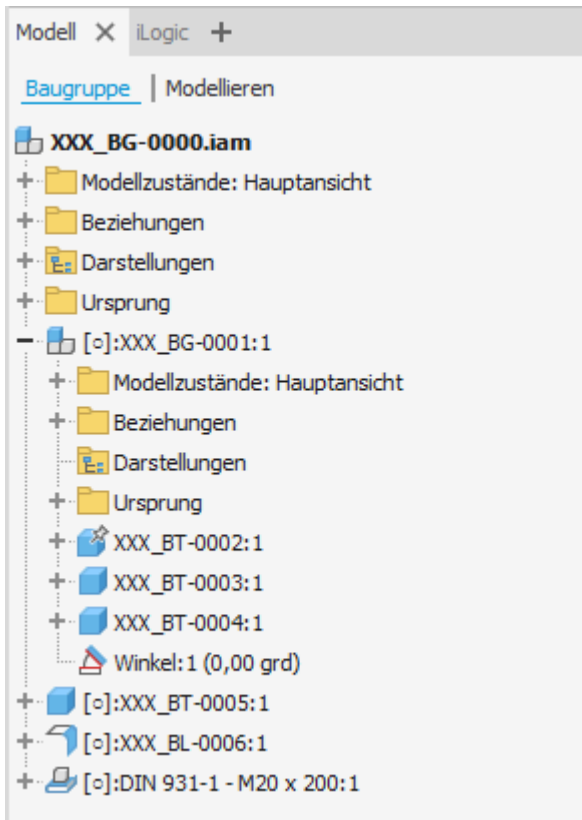 Modell iLogic
Baugruppe | Modellieren
XXX_BG-0000.iam
Modellzustände: Hauptansicht
Beziehungen
Darstellungen
Ursprung
[○]:XXX_BG-0001:1
Modellzustände: Hauptansicht
Beziehungen
Darstellungen
Ursprung
XXX_BT-0002:1
XXX_BT-0003:1
XXX_BT-0004:1
Winkel:1 (0,00 grd)
[○]:XXX_BT-0005:1
[○]:XXX_BL-0006:1
[○]:DIN 931-1 - M20 x 200:1